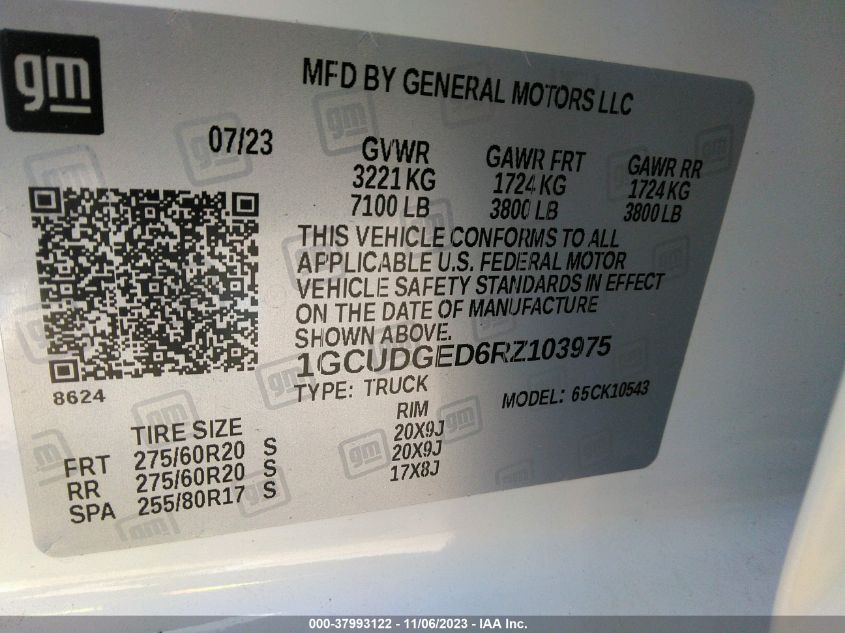 gm
MFD BY GENERAL MOTORS LLC
07/23
GVWR GAWR FRT GAWR RR
3221 KG 1724 KG 1724 KG
7100 LB 3800 LB 3800 LB
THIS VEHICLE CONFORMS TO ALL
APPLICABLE U.S. FEDERAL MOTOR
VEHICLE SAFETY STANDARDS IN EFFECT
ON THE DATE OF MANUFACTURE
SHOWN ABOVE.
1GCUDGED6RZ103975
8624
TYPE: TRUCK MODEL: 65CK10543
TIRE SIZE RIM
FRT 275/60R20 S 20X9J
RR 275/60R20 S 20X9J
SPA 255/80R17 S 17X8J
000-37993122 - 11/06/2023 - IAA Inc.